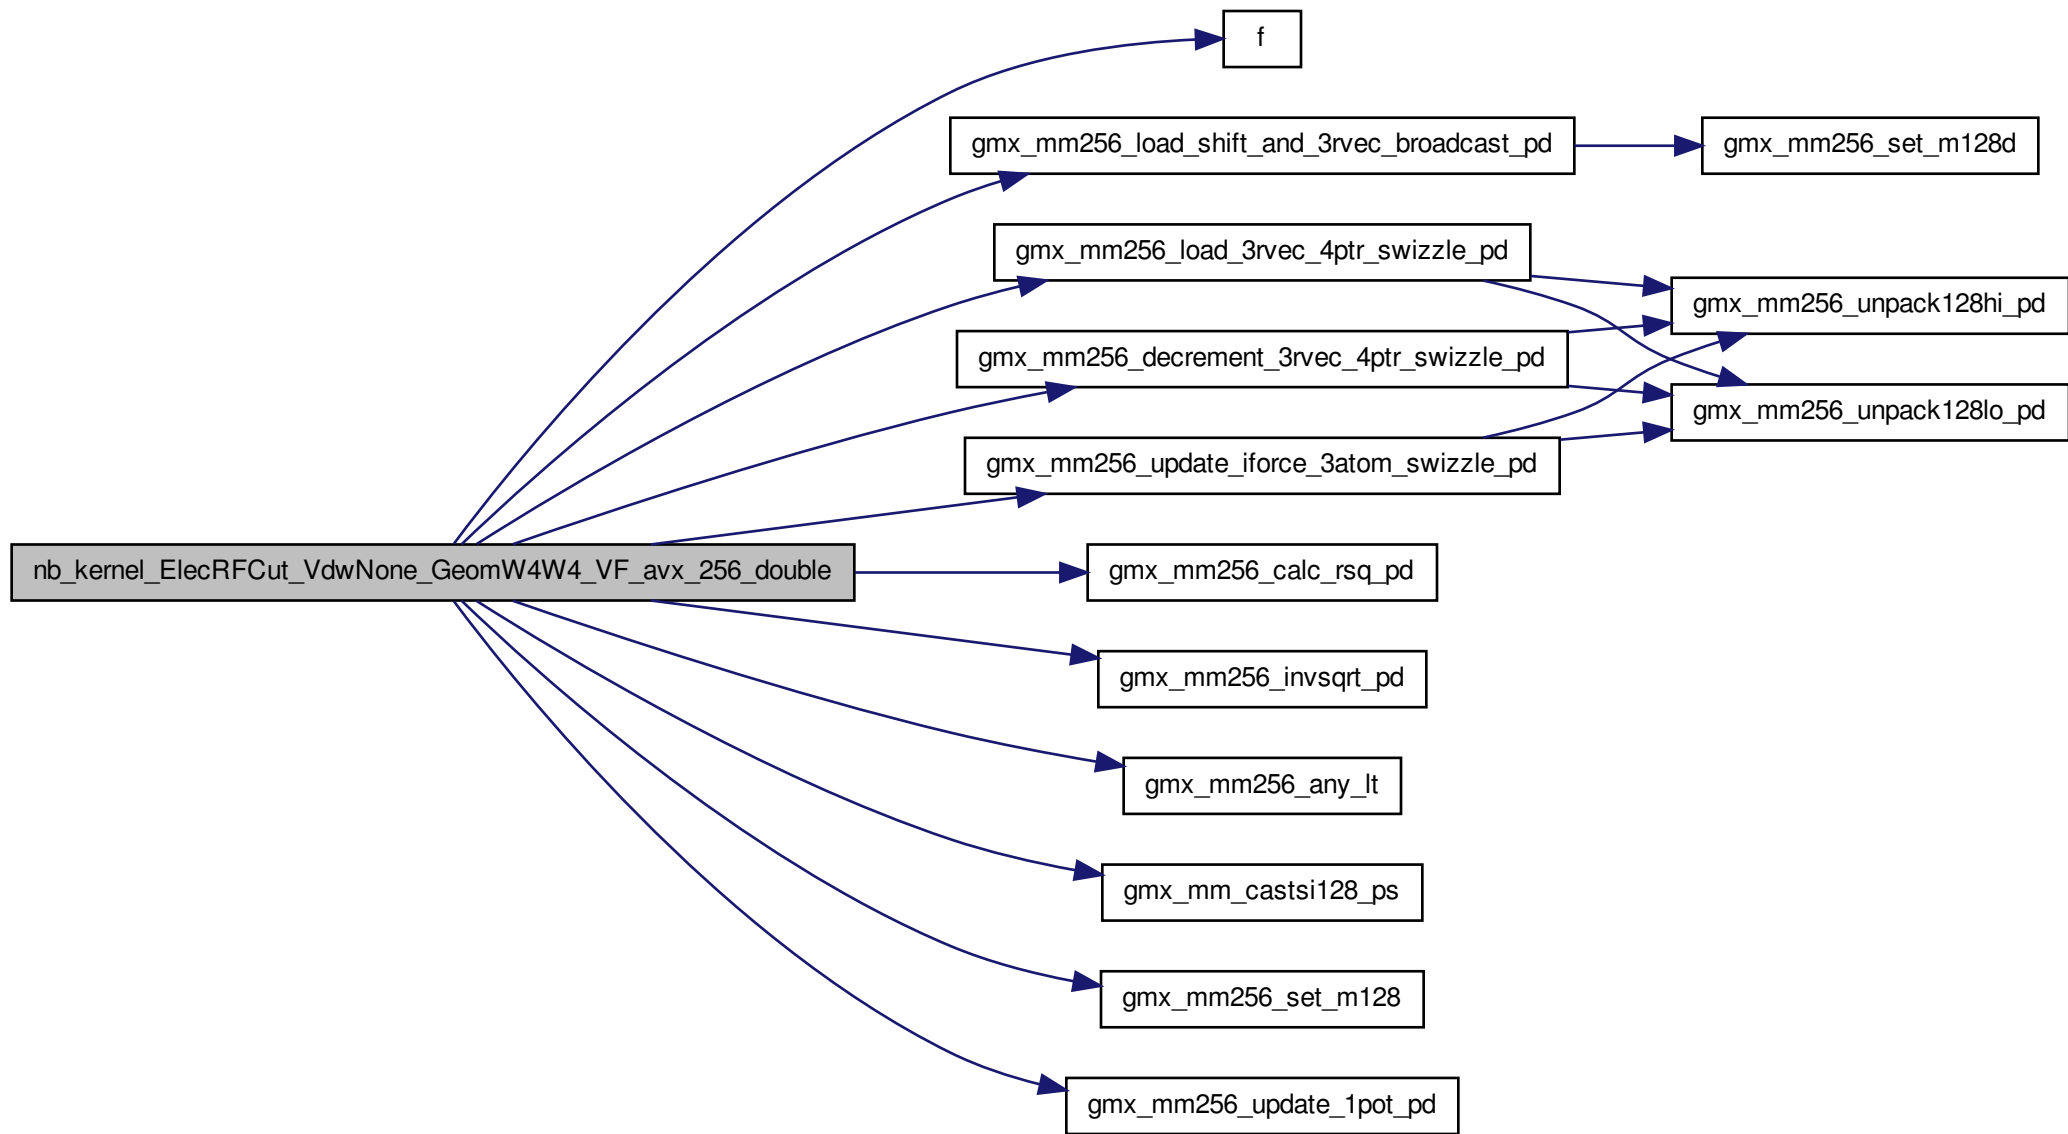 f
gmx_mm256_load_shift_and_3rvec_broadcast_pd
gmx_mm256_set_m128d
gmx_mm256_load_3rvec_4ptr_swizzle_pd
gmx_mm256_unpack128hi_pd
gmx_mm256_decrement_3rvec_4ptr_swizzle_pd
gmx_mm256_unpack128lo_pd
gmx_mm256_update_iforce_3atom_swizzle_pd
nb_kernel_ElecRFCut_VdwNone_GeomW4W4_VF_avx_256_double
gmx_mm256_calc_rsq_pd
gmx_mm256_invsqrt_pd
gmx_mm256_any_lt
gmx_mm_castsi128_ps
gmx_mm256_set_m128
gmx_mm256_update_1pot_pd